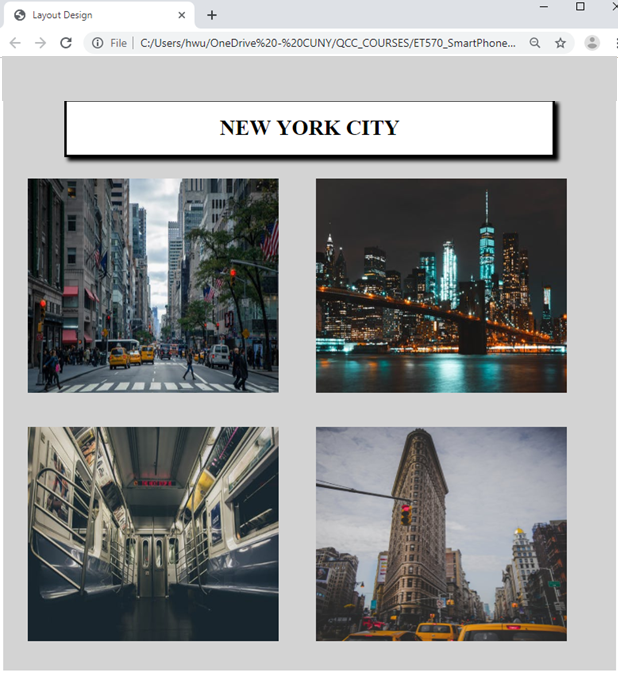 Layout Design
File
C:/Users/hwu/OneDrive%20-%20CUNY/QCC_COURSES/ET570_SmartPhone...
NEW YORK CITY